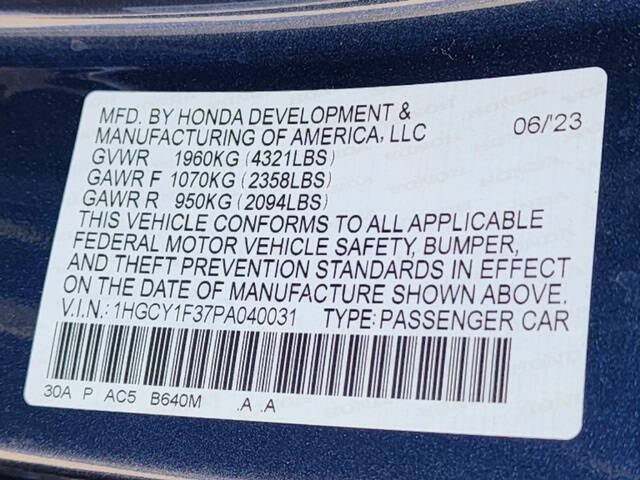 MFD. BY HONDA DEVELOPMENT &
MANUFACTURING OF AMERICA, LLC 06/'23
GVWR 1960KG (4321LBS)
GAWR F 1070KG (2358LBS)
GAWR R 950KG (2094LBS)
THIS VEHICLE CONFORMS TO ALL APPLICABLE
FEDERAL MOTOR VEHICLE SAFETY, BUMPER,
AND THEFT PREVENTION STANDARDS IN EFFECT
ON THE DATE OF MANUFACTURE SHOWN ABOVE.
V.I.N.: 1HGCY1F37PA040031 TYPE: PASSENGER CAR
30A P AC5 B640M .A .A